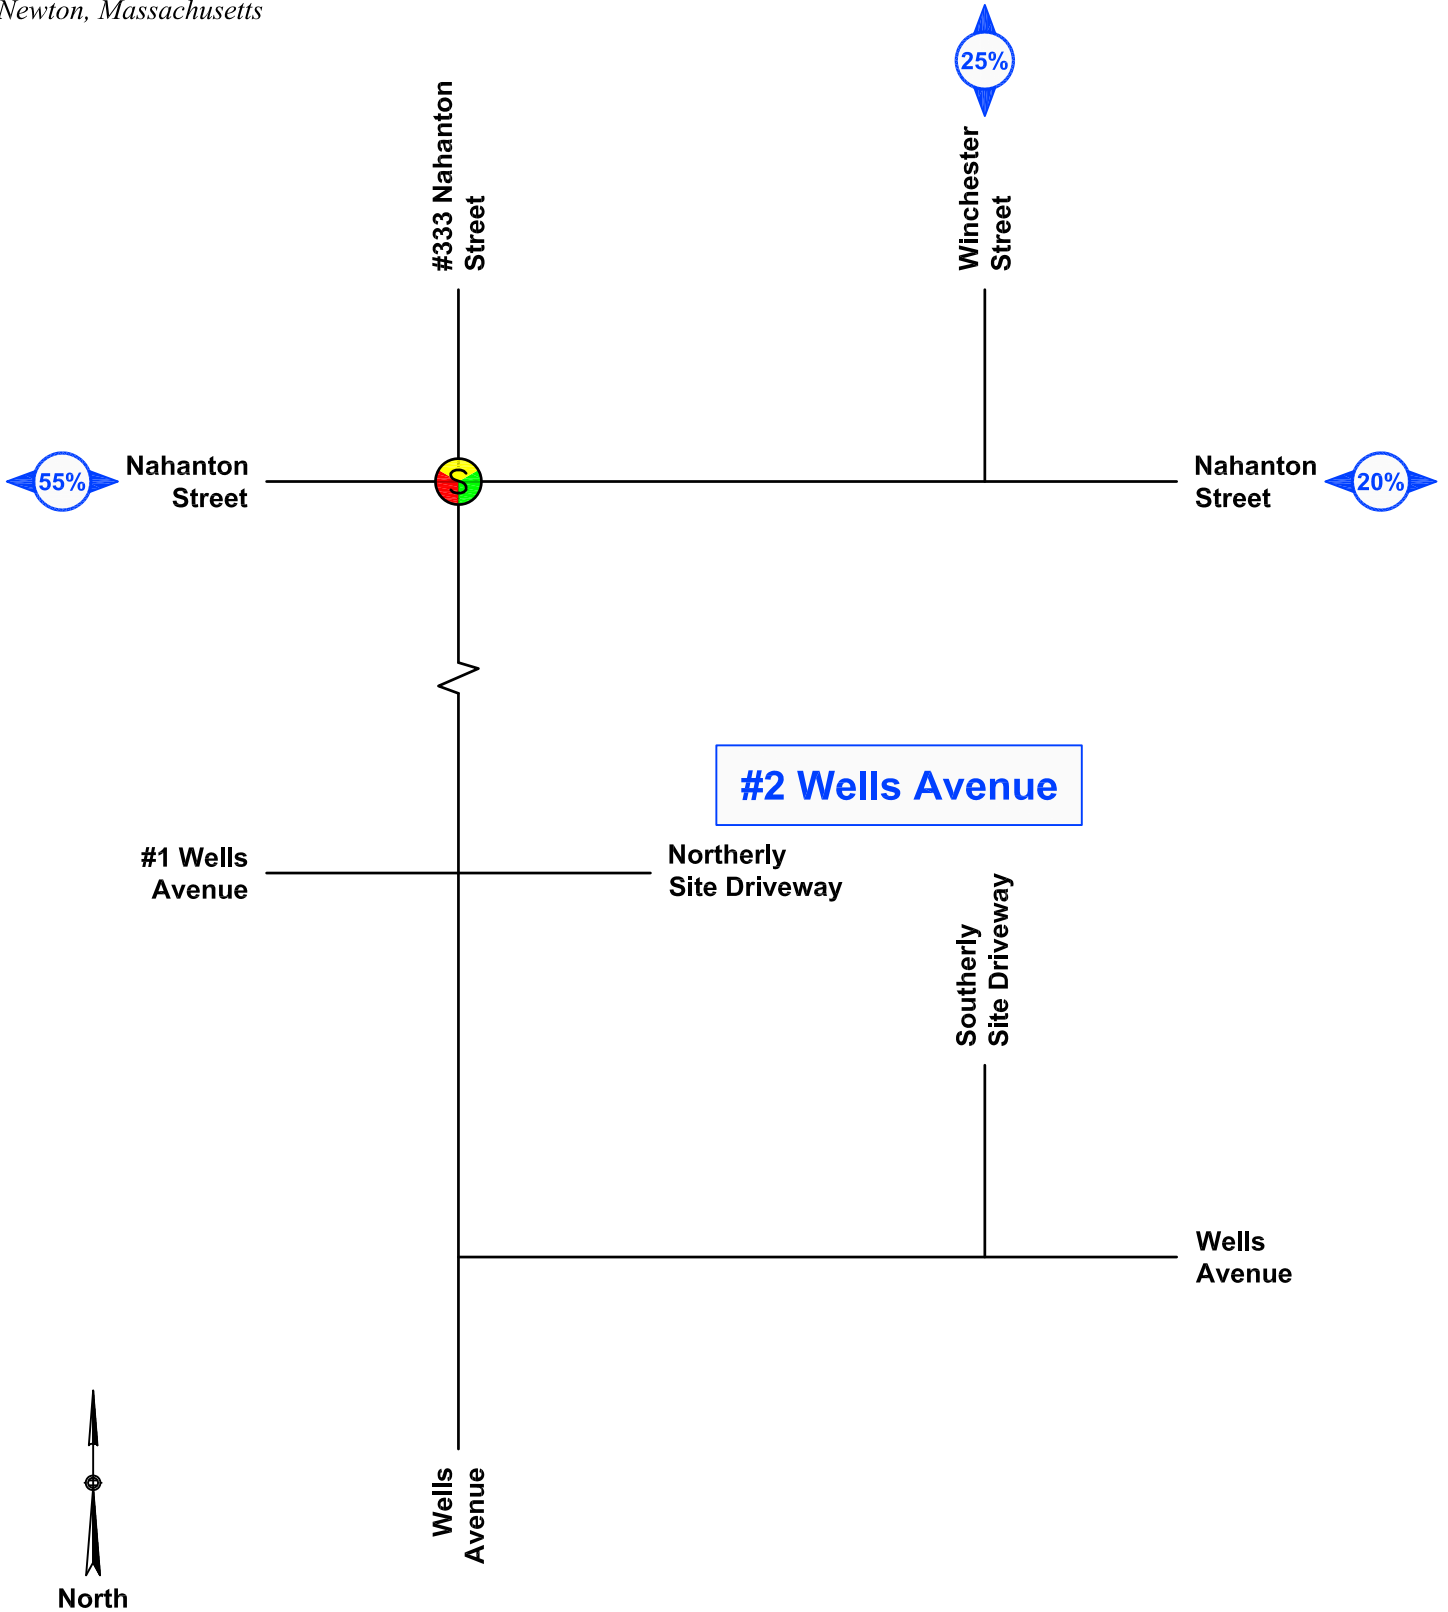 Newton, Massachusetts
25%
#333 Nahanton
Street
Winchester
Street
55%
Nahanton
Street
S
Nahanton
Street
20%
#2 Wells Avenue
#1 Wells
Avenue
Northerly
Site Driveway
Southerly
Site Driveway
Wells
Avenue
Wells
Avenue
North